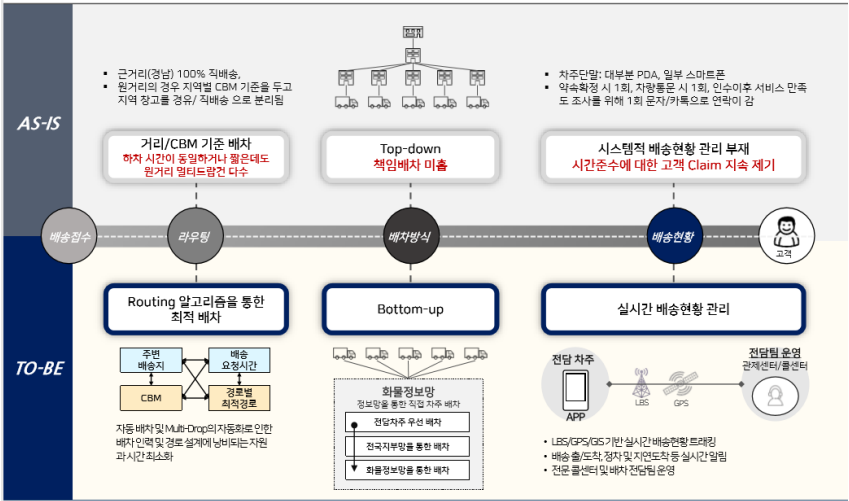 AS-IS
▪ 근거리(경남) 100% 직배송,
▪ 원거리의 경우 지역별 CBM 기준을 두고
지역 창고를 경유/ 직배송 으로 분리됨
▪ 차주단말: 대부분 PDA, 일부 스마트폰
▪ 약속확정 시 1회, 차량통문 시 1회, 인수이후 서비스 만족
도 조사를 위해 1회 문자/카톡으로 연락이 감
거리/CBM 기준 배차
하차 시간이 동일하거나 짧은데도
원거리 멀티트랍건 다수
Top-down
책임배차 미흡
시스템적 배송현황 관리 부재
시간준수에 대한 고객 Claim 지속 제기
배송접수
라우팅
배차방식
배송현황
고객
TO-BE
Routing 알고리즘을 통한
최적 배차
Bottom-up
실시간 배송현황 관리
주변
배송지
배송
요청시간
CBM
경로별
최적경로
자동 배차 및 Multi-Drop의 자동화로 인한
배차 인력 및 경로 설계에 낭비되는 자원
과 시간 최소화
화물정보망
정보망을 통한 직접 차주 배차
전담차주 우선 배차
전국지부망을 통한 배차
화물정보망을 통한 배차
전담 차주
APP
LBS
GPS
전담팀 운영
관제센터/콜센터
• LBS/GPS/GIS 기반 실시간 배송현황 트래킹
• 배송 출/도착, 정차 및 지연도착 등 실시간 알림
• 전문 콜센터 및 배차 전담팀 운영